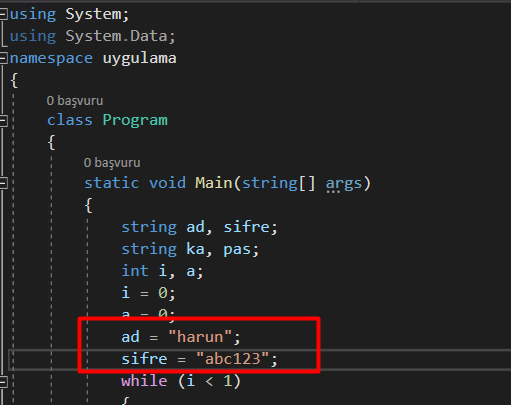 using System;
using System.Data;
namespace uygulama
{
0 başvuru
class Program
{
0 başvuru
static void Main(string[] args)
{
string ad, sifre;
string ka, pas;
int i, a;
i = 0;
a = 0;
ad = "harun";
sifre = "abc123";
while (i < 1)
{